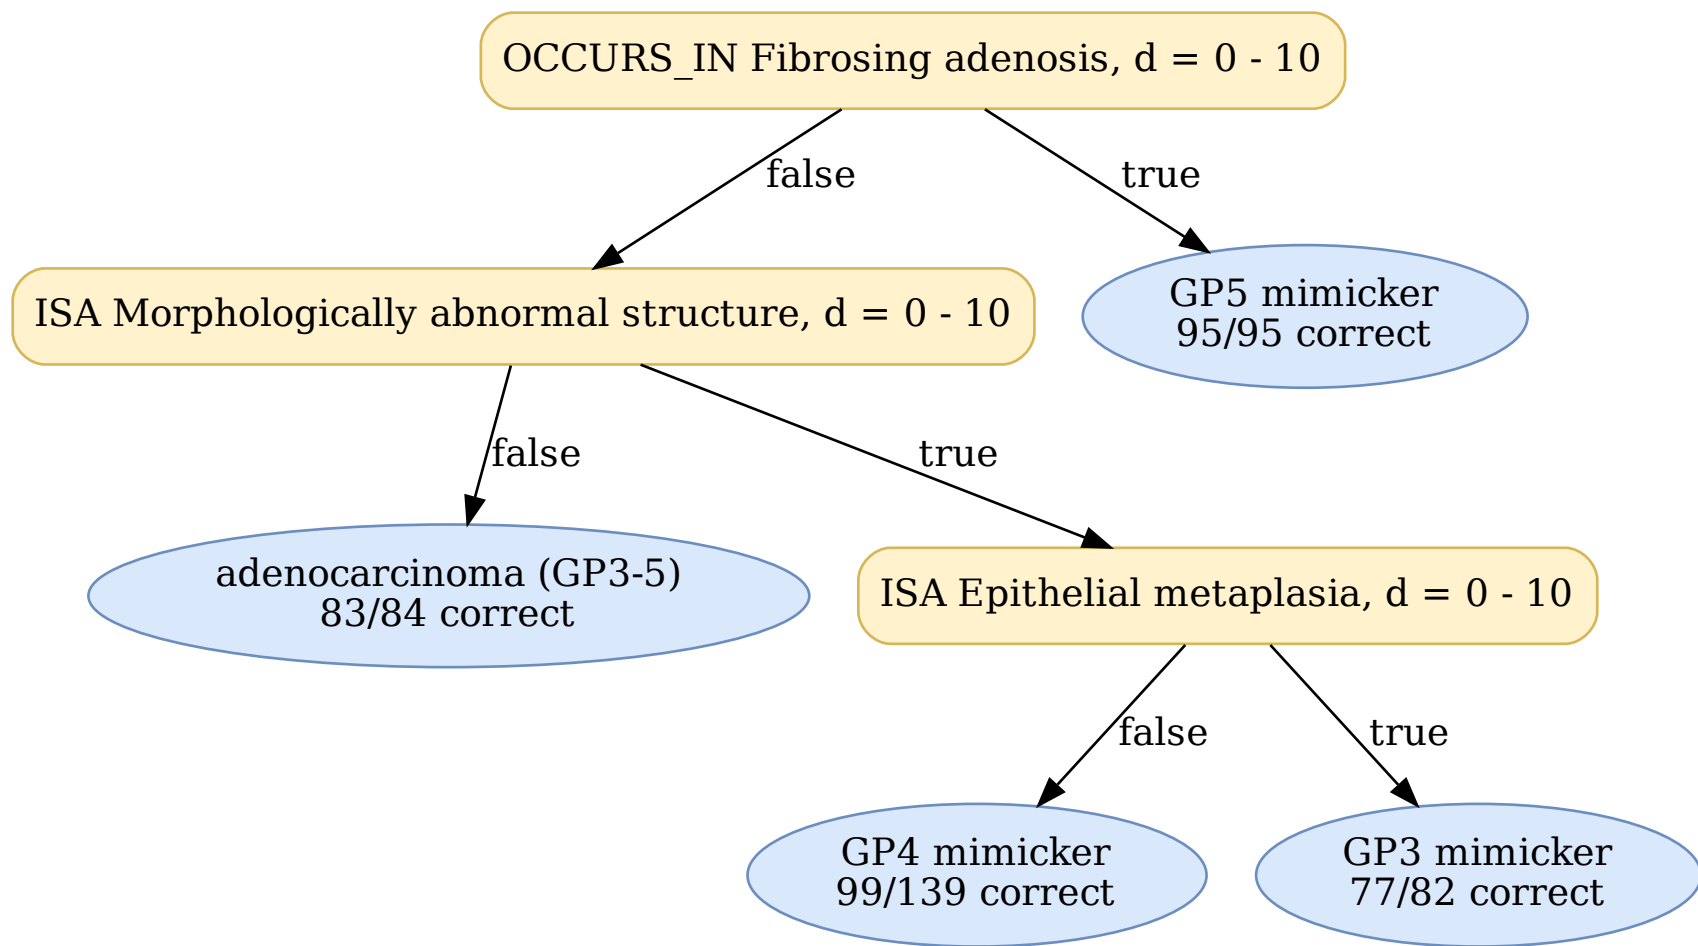 OCCURS_IN Fibrosing adenosis, d = 0 - 10
false
true
ISA Morphologically abnormal structure, d = 0 - 10
GP5 mimicker
95/95 correct
false
true
adenocarcinoma (GP3-5)
83/84 correct
ISA Epithelial metaplasia, d = 0 - 10
false
true
GP4 mimicker
99/139 correct
GP3 mimicker
77/82 correct